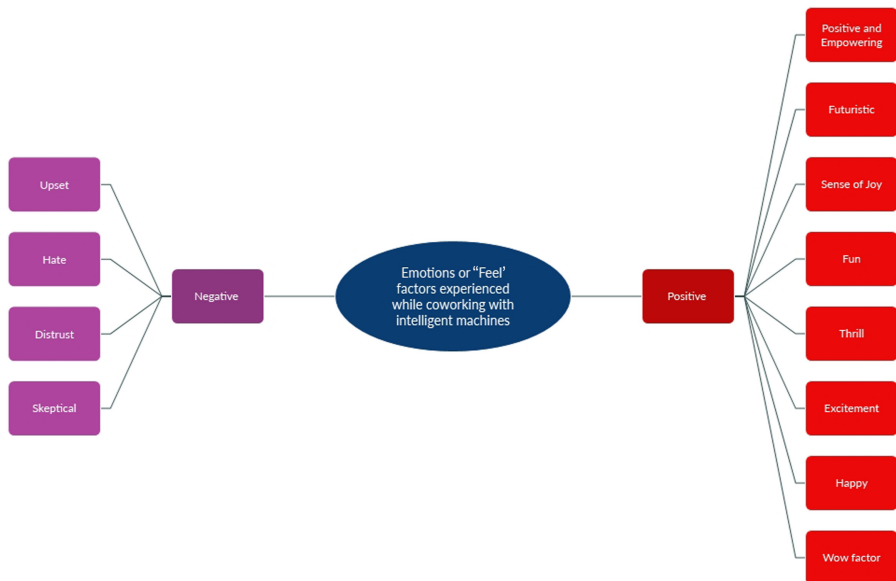 Positive and
Empowering
Futuristic
Upset
Sense of Joy
Hate
Fun
Emotions or “Feel’
factors experienced
while coworking with
intelligent machines
Negative
Positive
Distrust
Thrill
Skeptical
Excitement
Happy
Wow factor